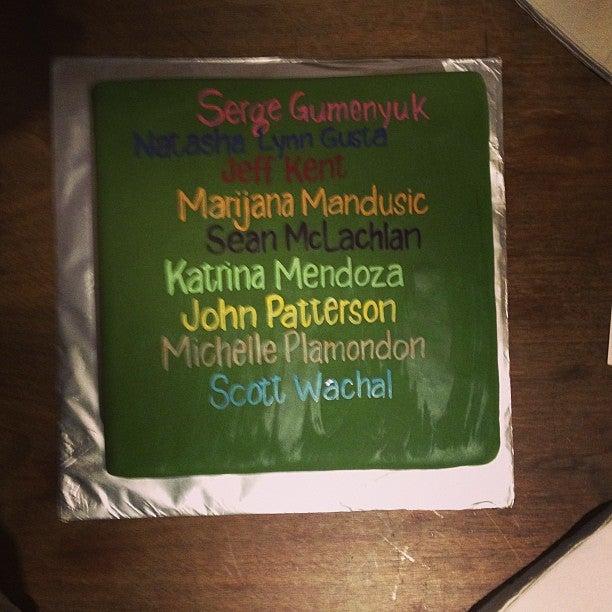 Serge Gumenyuk
Natasha Lynn Gusta
Jeff Kent
Marijana Mandusic
Sean McLachlan
Katrina Mendoza
John Patterson
Michelle Plamondon
Scott Wachal